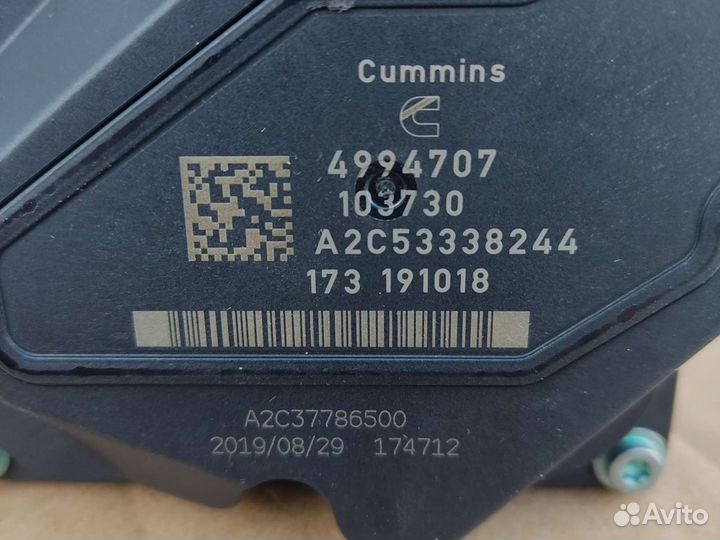 Cummins
4994707
103730
A2C53338244
173 191018
A2C37786500
2019/08/29 174712
Avito